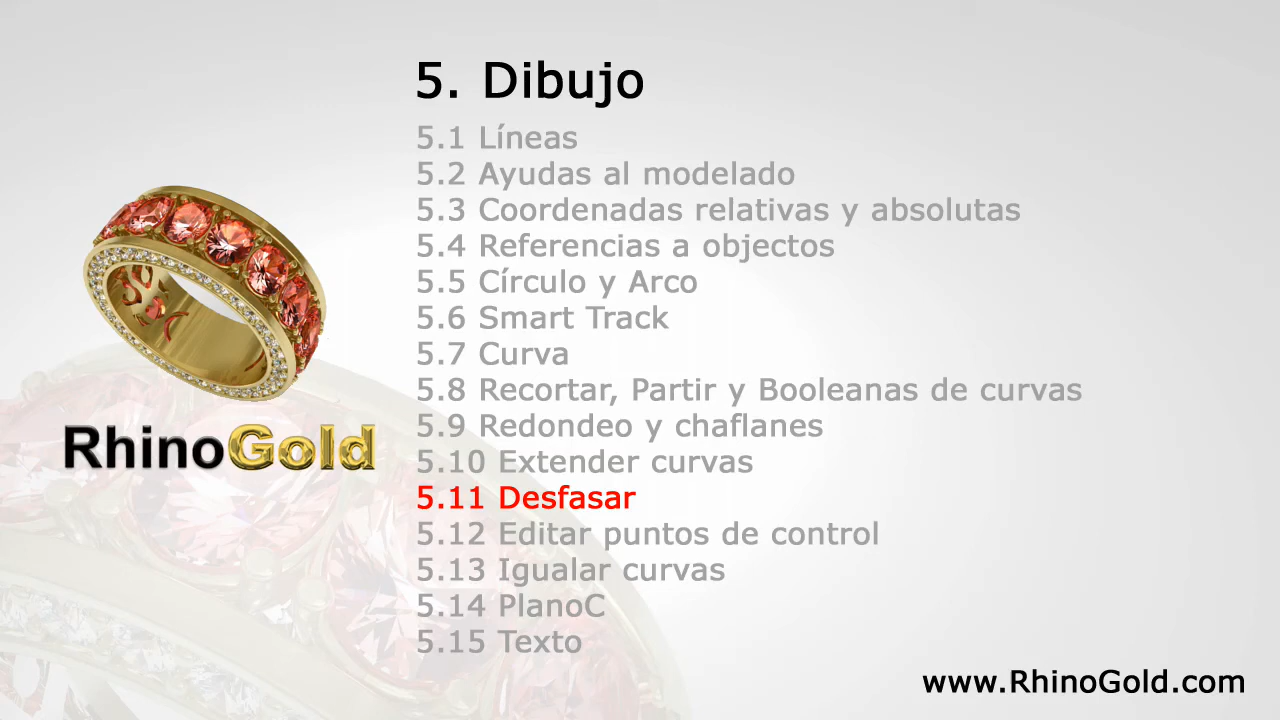 5. Dibujo
5.1 Líneas
5.2 Ayudas al modelado
5.3 Coordenadas relativas y absolutas
5.4 Referencias a objectos
5.5 Círculo y Arco
5.6 Smart Track
5.7 Curva
5.8 Recortar, Partir y Booleanas de curvas
5.9 Redondeo y chaflanes
5.10 Extender curvas
5.11 Desfasar
5.12 Editar puntos de control
5.13 Igualar curvas
5.14 PlanoC
5.15 Texto
RhinoGold
www.RhinoGold.com